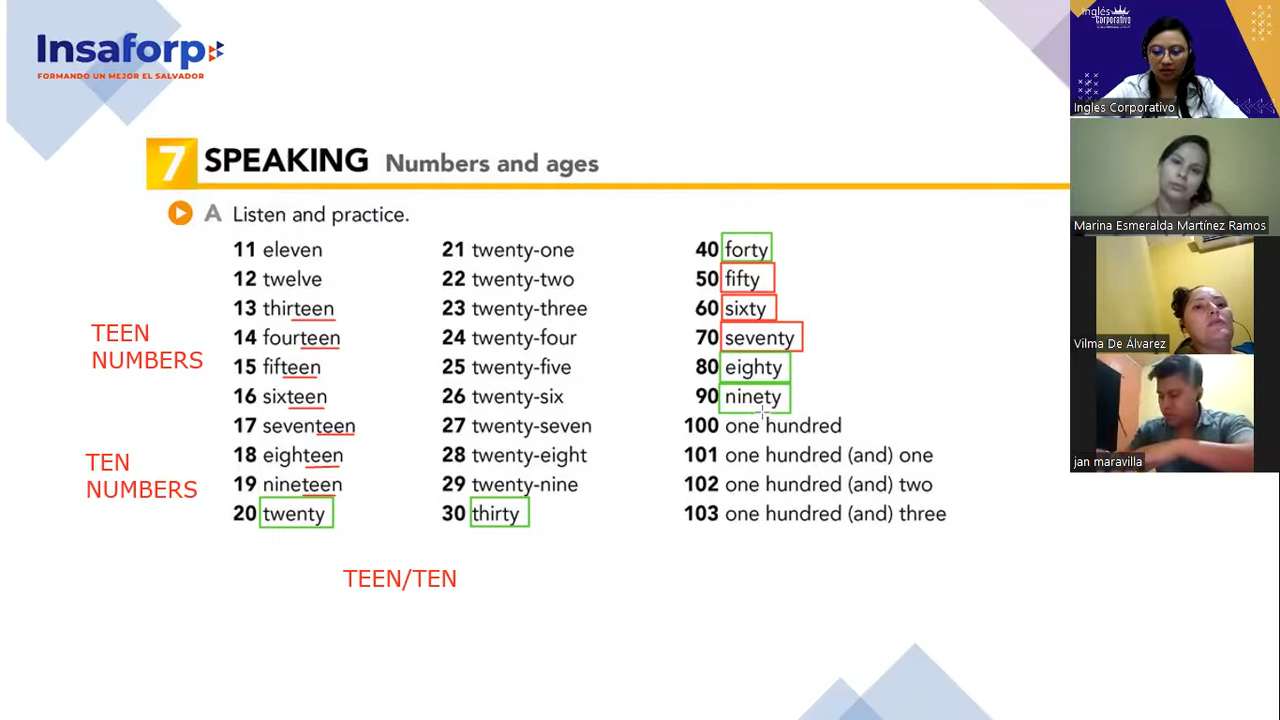 Insaforp
FORMANDO UN MEJOR EL SALVADOR
7 SPEAKING Numbers and ages
A Listen and practice.
11 eleven
12 twelve
13 thirteen
14 fourteen
15 fifteen
16 sixteen
17 seventeen
18 eighteen
19 nineteen
20 twenty
21 twenty-one
22 twenty-two
23 twenty-three
24 twenty-four
25 twenty-five
26 twenty-six
27 twenty-seven
28 twenty-eight
29 twenty-nine
30 thirty
40 forty
50 fifty
60 sixty
70 seventy
80 eighty
90 ninety
100 one hundred
101 one hundred (and) one
102 one hundred (and) two
103 one hundred (and) three
TEEN
NUMBERS
TEN
NUMBERS
TEEN/TEN
Inglés
Corporativo
Ingles Corporativo
Marina Esmeralda Martínez Ramos
Vilma De Álvarez
jan maravilla